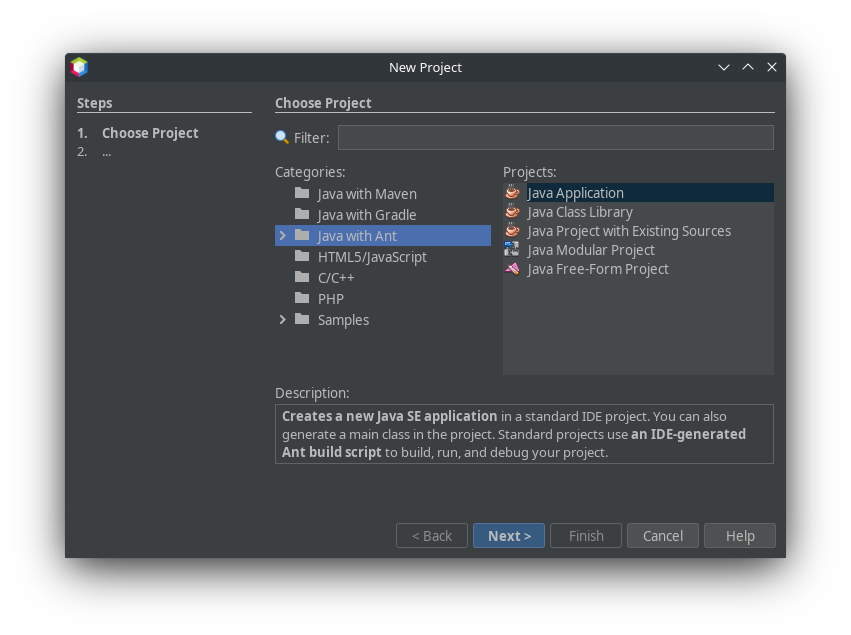 New Project
Steps
1. Choose Project
2. ...
Choose Project
Filter:
Categories:
Java with Maven
Java with Gradle
Java with Ant
HTML5/JavaScript
C/C++
PHP
Samples
Projects:
Java Application
Java Class Library
Java Project with Existing Sources
Java Modular Project
Java Free-Form Project
Description:
Creates a new Java SE application in a standard IDE project. You can also
generate a main class in the project. Standard projects use an IDE-generated
Ant build script to build, run, and debug your project.
< Back
Next >
Finish
Cancel
Help